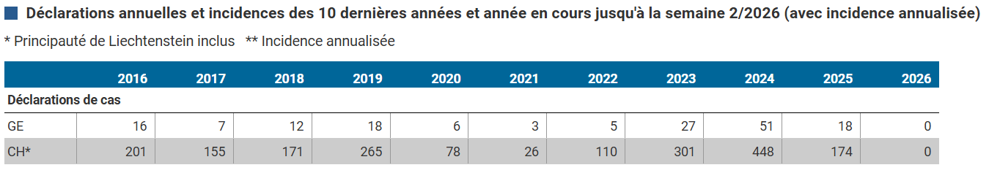 Déclarations annuelles et incidences des 10 dernières années et année en cours jusqu'à la semaine 2/2026 (avec incidence annualisée)
* Principauté de Liechtenstein inclus ** Incidence annualisée
2016 2017 2018 2019 2020 2021 2022 2023 2024 2025 2026
Déclarations de cas
GE 16 7 12 18 6 3 5 27 51 18 0
CH* 201 155 171 265 78 26 110 301 448 174 0